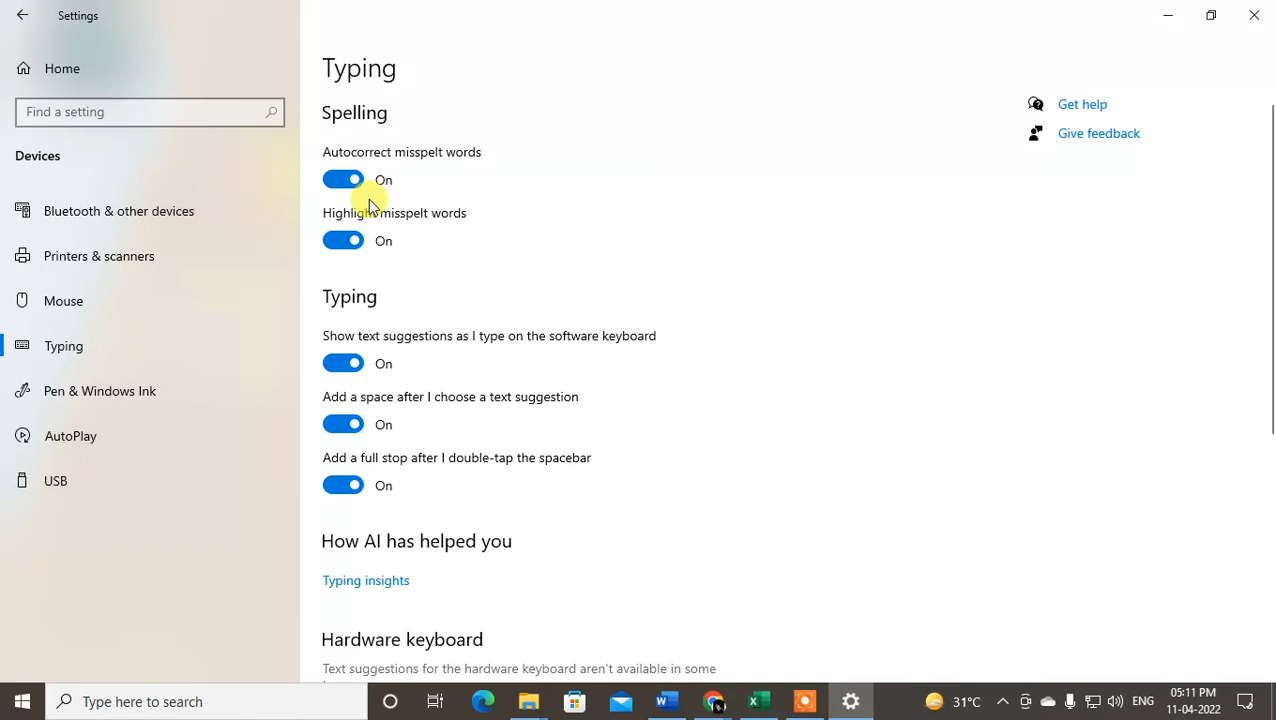 Settings
Home
Find a setting
Devices
Bluetooth & other devices
Printers & scanners
Mouse
Typing
Pen & Windows Ink
AutoPlay
USB
Typing
Spelling
Autocorrect misspelt words
On
Highlight misspelt words
On
Typing
Show text suggestions as I type on the software keyboard
On
Add a space after I choose a text suggestion
On
Add a full stop after I double-tap the spacebar
On
How AI has helped you
Typing insights
Hardware keyboard
Text suggestions for the hardware keyboard aren't available in some
Get help
Give feedback
Type here to search
31°C
ENG
05:11 PM
11-04-2022